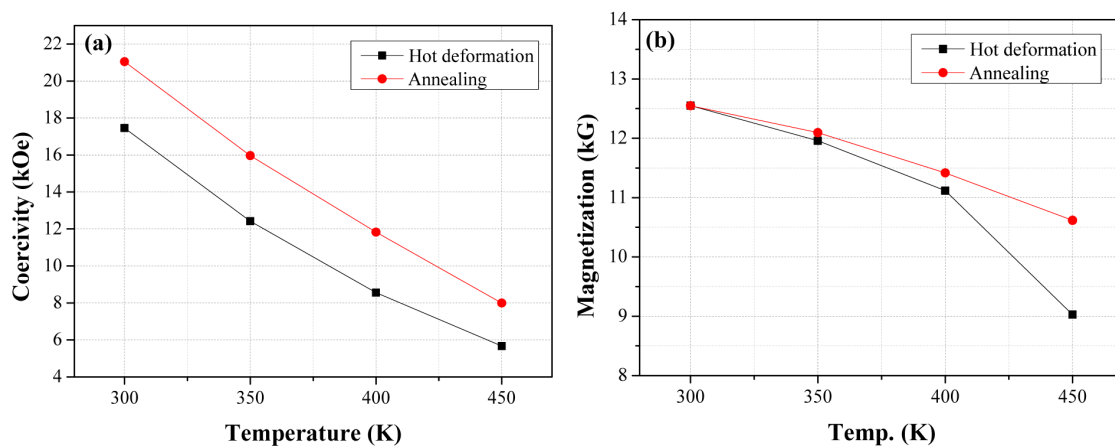 (a)
Hot deformation
Annealing
22
20
18
16
14
12
10
8
6
4
300
350
400
450
Coercivity (kOe)
Temperature (K)
(b)
Hot deformation
Annealing
14
13
12
11
10
9
8
300
350
400
450
Magnetization (kG)
Temp. (K)